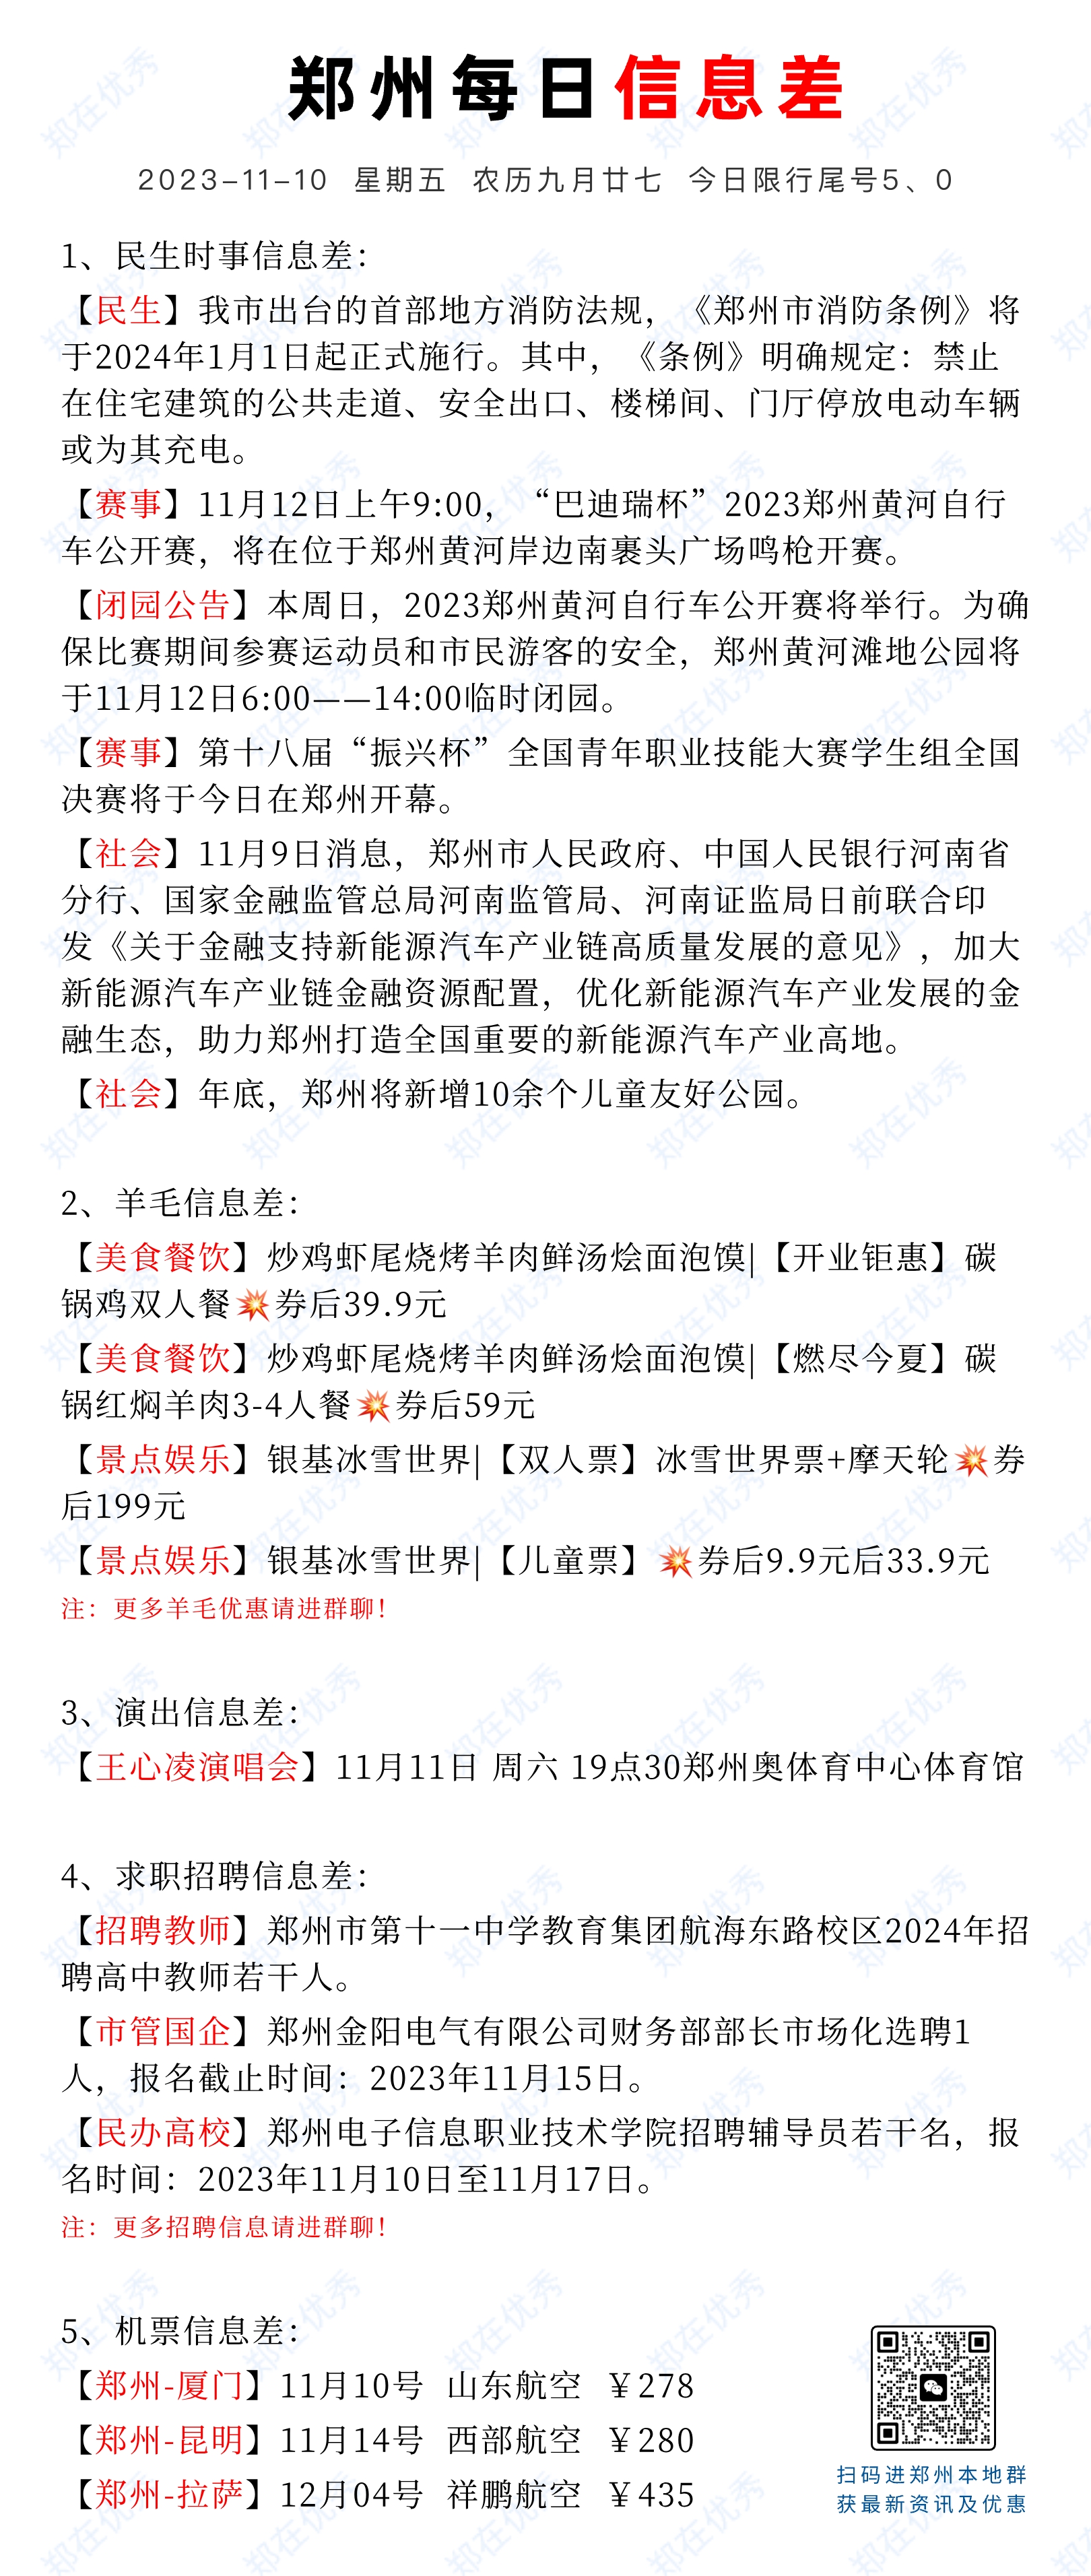 郑州每日信息差
2023-11-10 星期五 农历九月廿七 今日限行尾号5、0
1、民生时事信息差：
【民生】我市出台的首部地方消防法规，《郑州市消防条例》将
于2024年1月1日起正式施行。其中，《条例》明确规定：禁止
在住宅建筑的公共走道、安全出口、楼梯间、门厅停放电动车辆
或为其充电。
【赛事】11月12日上午9:00，“巴迪瑞杯”2023郑州黄河自行
车公开赛，将在位于郑州黄河岸边南裹头广场鸣枪开赛。
【闭园公告】本周日，2023郑州黄河自行车公开赛将举行。为确
保比赛期间参赛运动员和市民游客的安全，郑州黄河滩地公园将
于11月12日6:00——14:00临时闭园。
【赛事】第十八届“振兴杯”全国青年职业技能大赛学生组全国
决赛将于今日在郑州开幕。
【社会】11月9日消息，郑州市人民政府、中国人民银行河南省
分行、国家金融监管总局河南监管局、河南证监局日前联合印
发《关于金融支持新能源汽车产业链高质量发展的意见》，加大
新能源汽车产业链金融资源配置，优化新能源汽车产业发展的金
融生态，助力郑州打造全国重要的新能源汽车产业高地。
【社会】年底，郑州将新增10余个儿童友好公园。
2、羊毛信息差：
【美食餐饮】炒鸡虾尾烧烤羊肉鲜汤烩面泡馍|【开业钜惠】碳
锅鸡双人餐💥券后39.9元
【美食餐饮】炒鸡虾尾烧烤羊肉鲜汤烩面泡馍|【燃尽今夏】碳
锅红焖羊肉3-4人餐💥券后59元
【景点娱乐】银基冰雪世界|【双人票】冰雪世界票+摩天轮💥券
后199元
【景点娱乐】银基冰雪世界|【儿童票】💥券后9.9元后33.9元
注：更多羊毛优惠请进群聊！
3、演出信息差：
【王心凌演唱会】11月11日 周六 19点30郑州奥体育中心体育馆
4、求职招聘信息差：
【招聘教师】郑州市第十一中学教育集团航海东路校区2024年招
聘高中教师若干人。
【市管国企】郑州金阳电气有限公司财务部部长市场化选聘1
人，报名截止时间：2023年11月15日。
【民办高校】郑州电子信息职业技术学院招聘辅导员若干名，报
名时间：2023年11月10日至11月17日。
注：更多招聘信息请进群聊！
5、机票信息差：
【郑州-厦门】11月10号 山东航空 ￥278
【郑州-昆明】11月14号 西部航空 ￥280
【郑州-拉萨】12月04号 祥鹏航空 ￥435
扫码进郑州本地群
获最新资讯及优惠
郑在优秀